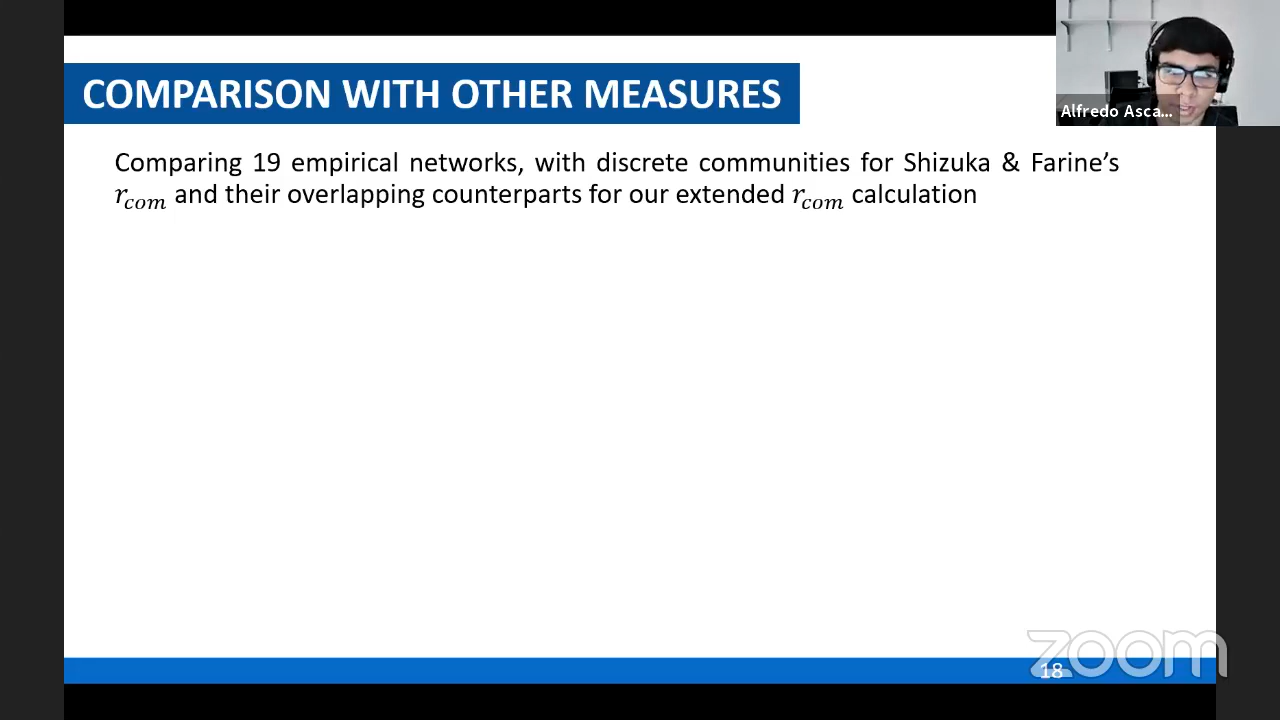 COMPARISON WITH OTHER MEASURES
Alfredo Asca...
Comparing 19 empirical networks, with discrete communities for Shizuka & Farine’s
r_com and their overlapping counterparts for our extended r_com calculation
18
zoom